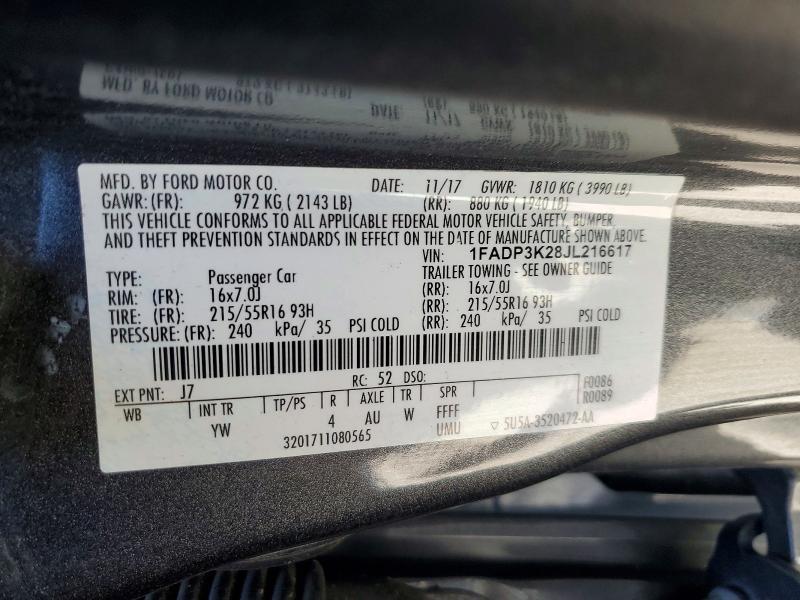 MFD. BY FORD MOTOR CO. DATE: 11/17 GVWR: 1810 KG ( 3990 LB)
GAWR:(FR): 972 KG ( 2143 LB) (RR): 880 KG ( 1940 LB)
THIS VEHICLE CONFORMS TO ALL APPLICABLE FEDERAL MOTOR VEHICLE SAFETY, BUMPER
AND THEFT PREVENTION STANDARDS IN EFFECT ON THE DATE OF MANUFACTURE SHOWN ABOVE.
VIN: 1FADP3K28JL216617
TYPE: Passenger Car TRAILER TOWING - SEE OWNER GUIDE
RIM: (FR): 16x7.0J (RR): 16x7.0J
TIRE: (FR): 215/55R16 93H (RR): 215/55R16 93H
PRESSURE: (FR): 240 kPa/ 35 PSI COLD (RR): 240 kPa/ 35 PSI COLD
EXT PNT: J7 RC: 52 DSO: F0086
R0089
WB INT TR TP/PS R AXLE TR SPR
YW 4 AU W FFFF
3201711080565 UMU ▽ 5U5A-3520472-AA